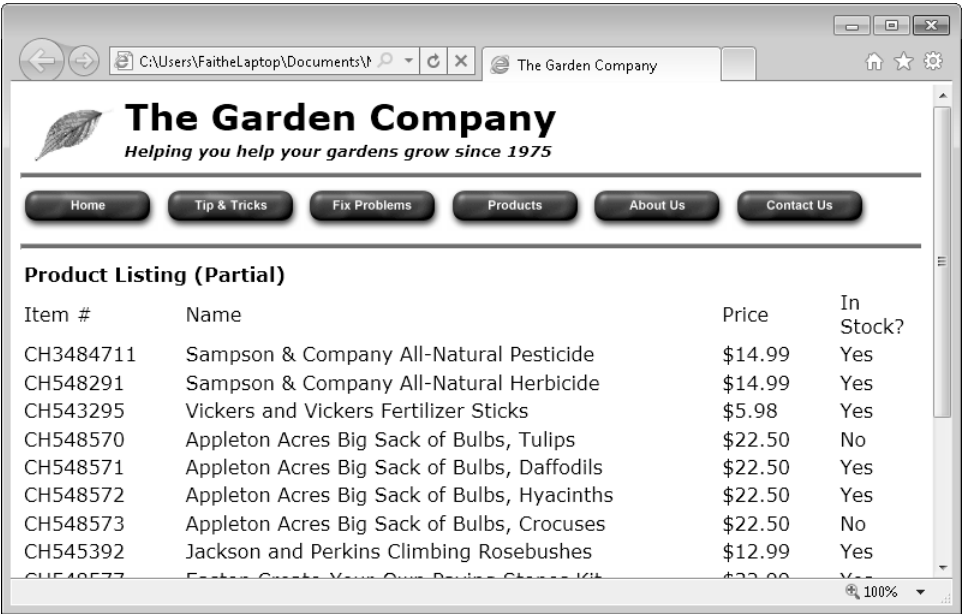 C:\Users\FaitheLaptop\Documents\
The Garden Company
The Garden Company
Helping you help your gardens grow since 1975
Home Tip & Tricks Fix Problems Products About Us Contact Us
Product Listing (Partial)
Item # Name Price In Stock?
CH3484711 Sampson & Company All-Natural Pesticide $14.99 Yes
CH548291 Sampson & Company All-Natural Herbicide $14.99 Yes
CH543295 Vickers and Vickers Fertilizer Sticks $5.98 Yes
CH548570 Appleton Acres Big Sack of Bulbs, Tulips $22.50 No
CH548571 Appleton Acres Big Sack of Bulbs, Daffodils $22.50 Yes
CH548572 Appleton Acres Big Sack of Bulbs, Hyacinths $22.50 Yes
CH548573 Appleton Acres Big Sack of Bulbs, Crocuses $22.50 No
CH545392 Jackson and Perkins Climbing Rosebushes $12.99 Yes
Create Your Own Paving Stones Kit
100%